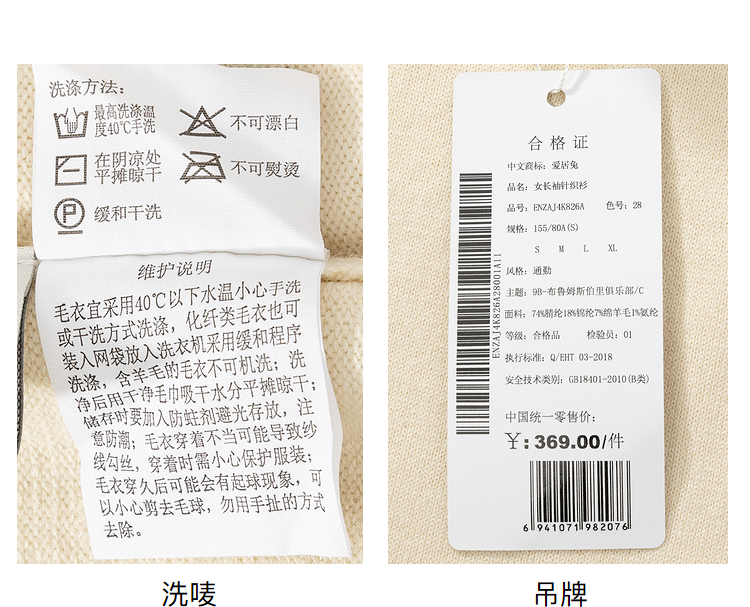 洗涤方法：
最高洗涤温
度40℃手洗
不可漂白
在阴凉处
平摊晾干
不可熨烫
P
缓和干洗
维护说明
毛衣宜采用40℃以下水温小心手洗
或干洗方式洗涤，化纤类毛衣也可
装入网袋放入洗衣机采用缓和程序
洗涤，含羊毛的毛衣不可机洗；洗
净后用干净毛巾吸干水分平摊晾干；
储存时要加入防蛀剂避光存放，注
意防潮；毛衣穿着不当可能导致纱
线勾丝，穿着时需小心保护服装；
毛衣穿久后可能会有起球现象，可
以小心剪去毛球，勿用手扯的方式
去除。
洗唛
合格证
中文商标：爱居兔
品名：女长袖针织衫
品号：ENZAJ4K826A 色号：28
规格：155/80A(S)
S M L XL
风格：通勤
主题：9B-布鲁姆斯伯里俱乐部/C
面料：74%腈纶18%锦纶7%绵羊毛1%氨纶
等级：合格品 检验员：01
执行标准：Q/EHT 03-2018
安全技术类别：GB18401-2010(B类)
ENZAJ4K826A28001A11
中国统一零售价：
￥:369.00/件
6 941071 982076
吊牌